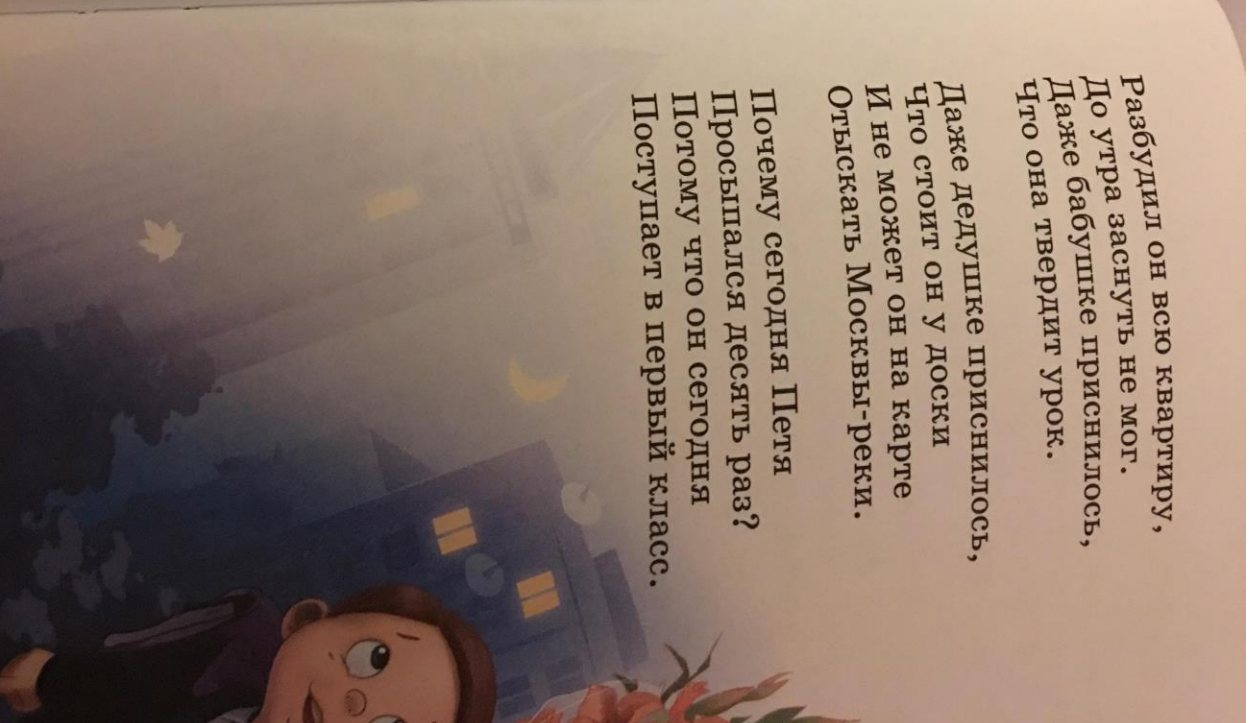 Разбудил он всю квартиру,
До утра заснуть не мог.
Даже бабушке приснилось,
Что она твердит урок.
Даже дедушке приснилось,
Что стоит он у доски
И не может он на карте
Отыскать Москвы-реки.
Почему сегодня Петя
Просыпался десять раз?
Потому что он сегодня
Поступает в первый класс.